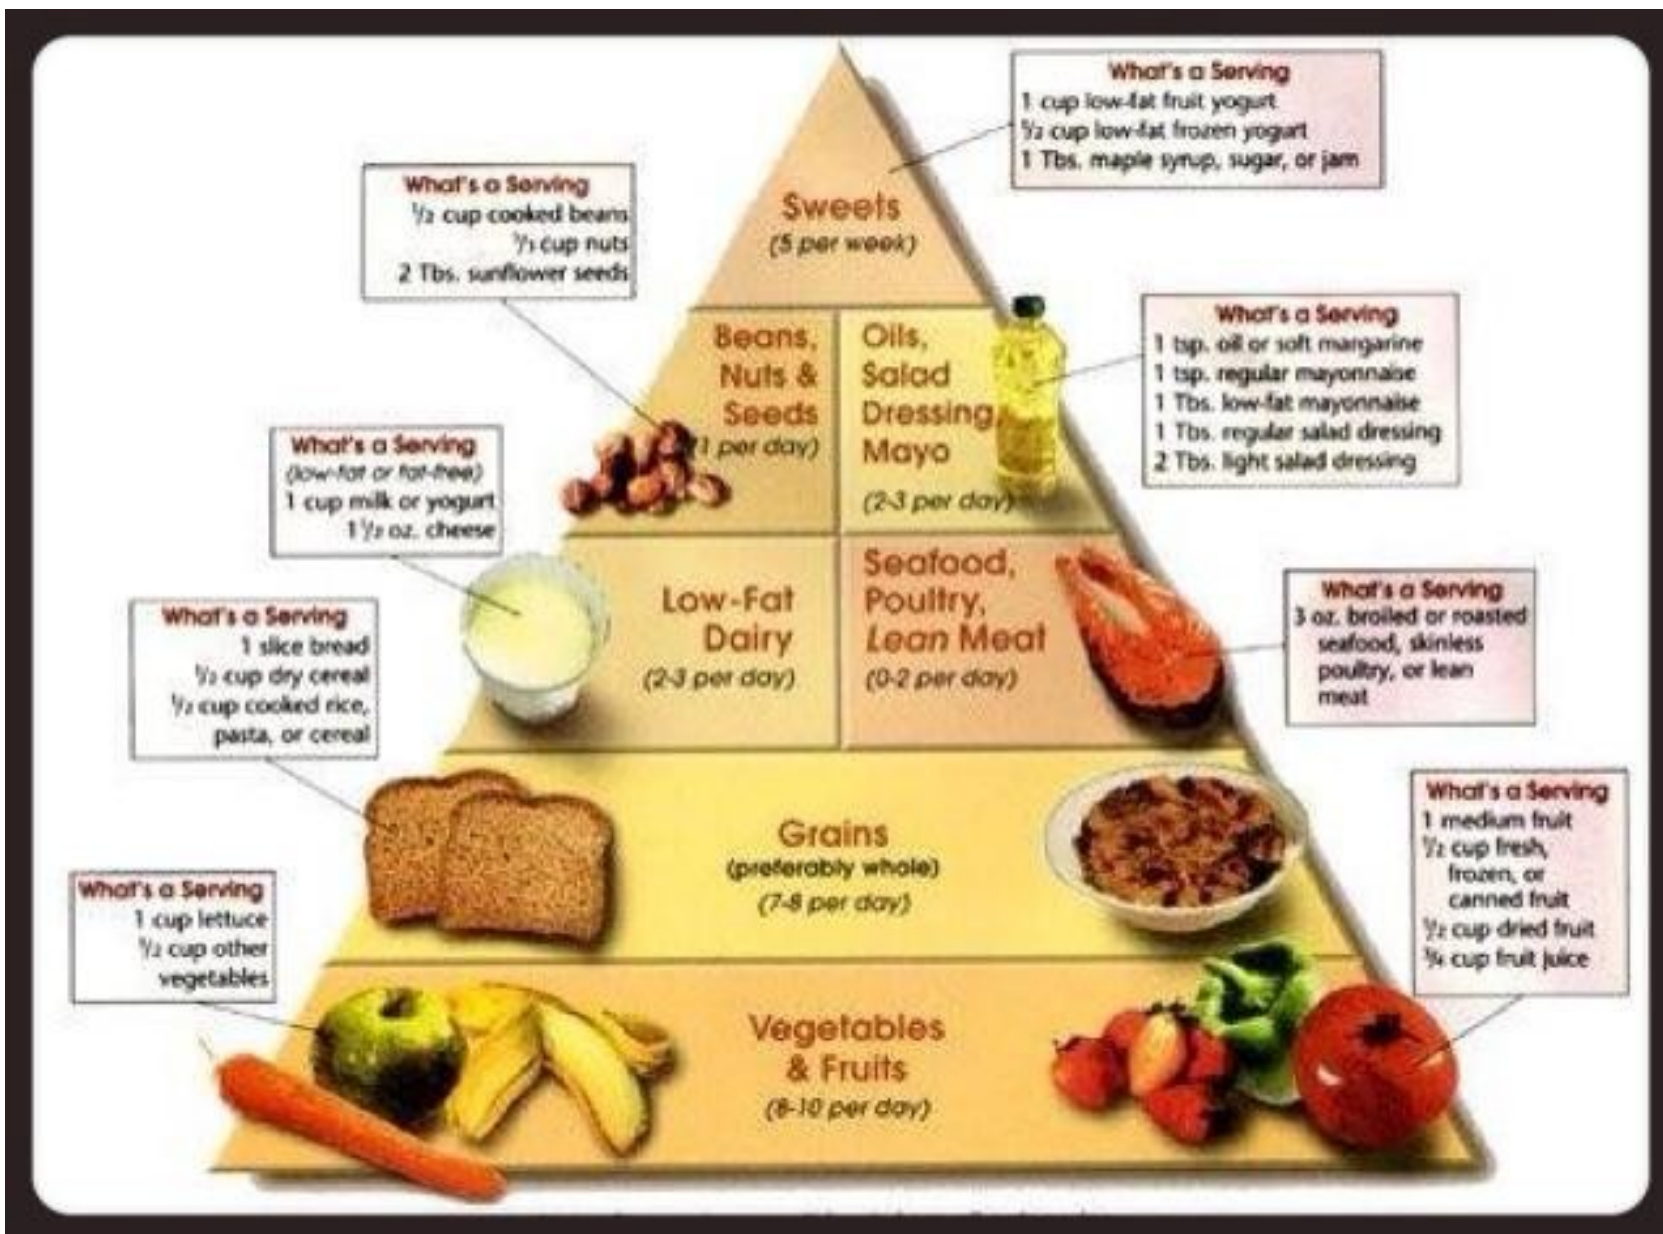 What's a Serving
1 cup low-fat fruit yogurt
½ cup low-fat frozen yogurt
1 Tbs. maple syrup, sugar, or jam
Sweets
(5 per week)
What's a Serving
½ cup cooked beans
cup nuts
2 Tbs. sunflower seeds
Beans,
Nuts &
Seeds
(1 per day)
Oils,
Salad
Dressing,
Mayo
(2-3 per day)
What's a Serving
1 tsp. oil or soft margarine
1 tsp. regular mayonnaise
1 Tbs. low-fat mayonnaise
1 Tbs. regular salad dressing
2 Tbs. light salad dressing
What's a Serving
(low-fat or fat-free)
1 cup milk or yogurt
1½ oz. cheese
Low-Fat
Dairy
(2-3 per day)
Seafood,
Poultry,
Lean Meat
(0-2 per day)
What's a Serving
3 oz. broiled or roasted
seafood, skinless
poultry, or lean
meat
What's a Serving
1 slice bread
½ cup dry cereal
½ cup cooked rice,
pasta, or cereal
Grains
(preferably whole)
(7-8 per day)
What's a Serving
1 cup lettuce
½ cup other
vegetables
Vegetables
& Fruits
(8-10 per day)
What's a Serving
1 medium fruit
½ cup fresh,
frozen, or
canned fruit
½ cup dried fruit
¾ cup fruit juice